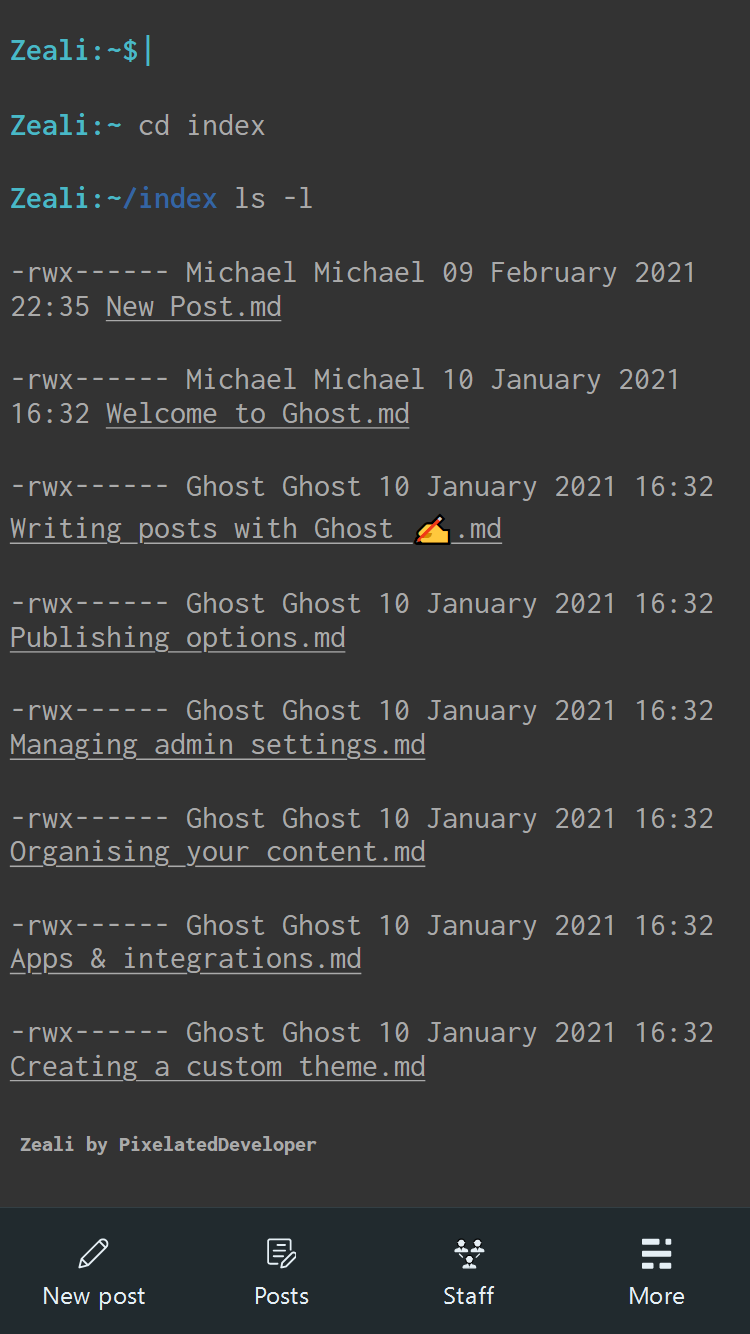 Zeali:~$|
Zeali:~ cd index
Zeali:~/index ls -l
-rwx------ Michael Michael 09 February 2021
22:35 New Post.md
-rwx------ Michael Michael 10 January 2021
16:32 Welcome to Ghost.md
-rwx------ Ghost Ghost 10 January 2021 16:32
Writing posts with Ghost ✍️.md
-rwx------ Ghost Ghost 10 January 2021 16:32
Publishing options.md
-rwx------ Ghost Ghost 10 January 2021 16:32
Managing admin settings.md
-rwx------ Ghost Ghost 10 January 2021 16:32
Organising your content.md
-rwx------ Ghost Ghost 10 January 2021 16:32
Apps & integrations.md
-rwx------ Ghost Ghost 10 January 2021 16:32
Creating a custom theme.md
Zeali by PixelatedDeveloper
New post Posts Staff More